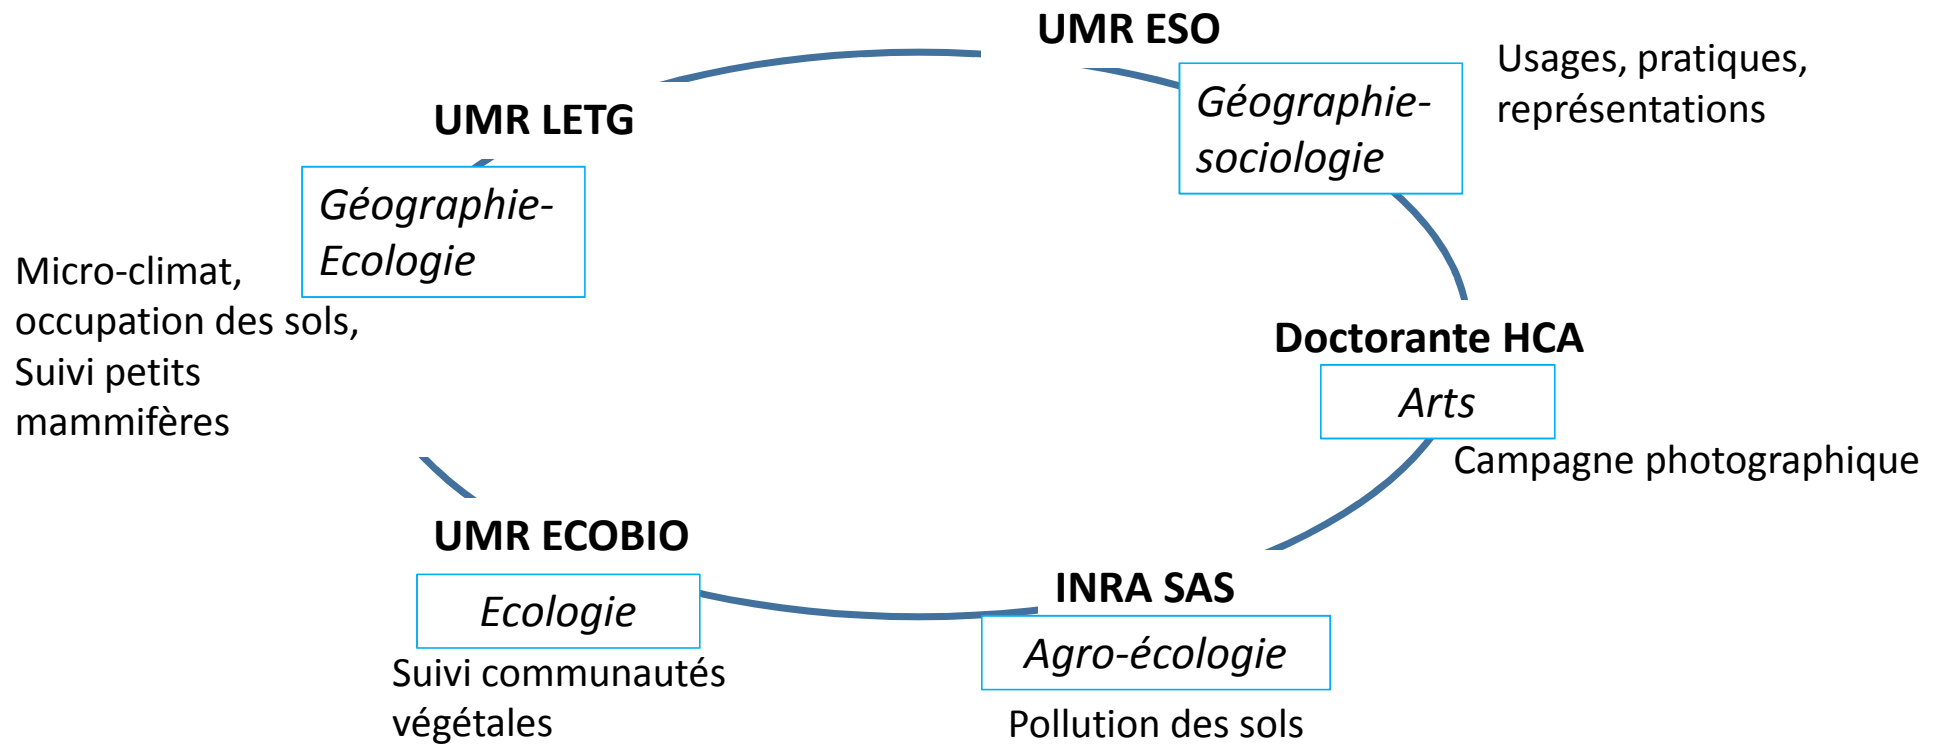 UMR ESO
Géographie-
sociologie
Usages, pratiques,
représentations
UMR LETG
Géographie-
Ecologie
Micro-climat,
occupation des sols,
Suivi petits
mammifères
Doctorante HCA
Arts
Campagne photographique
UMR ECOBIO
Ecologie
Suivi communautés
végétales
INRA SAS
Agro-écologie
Pollution des sols